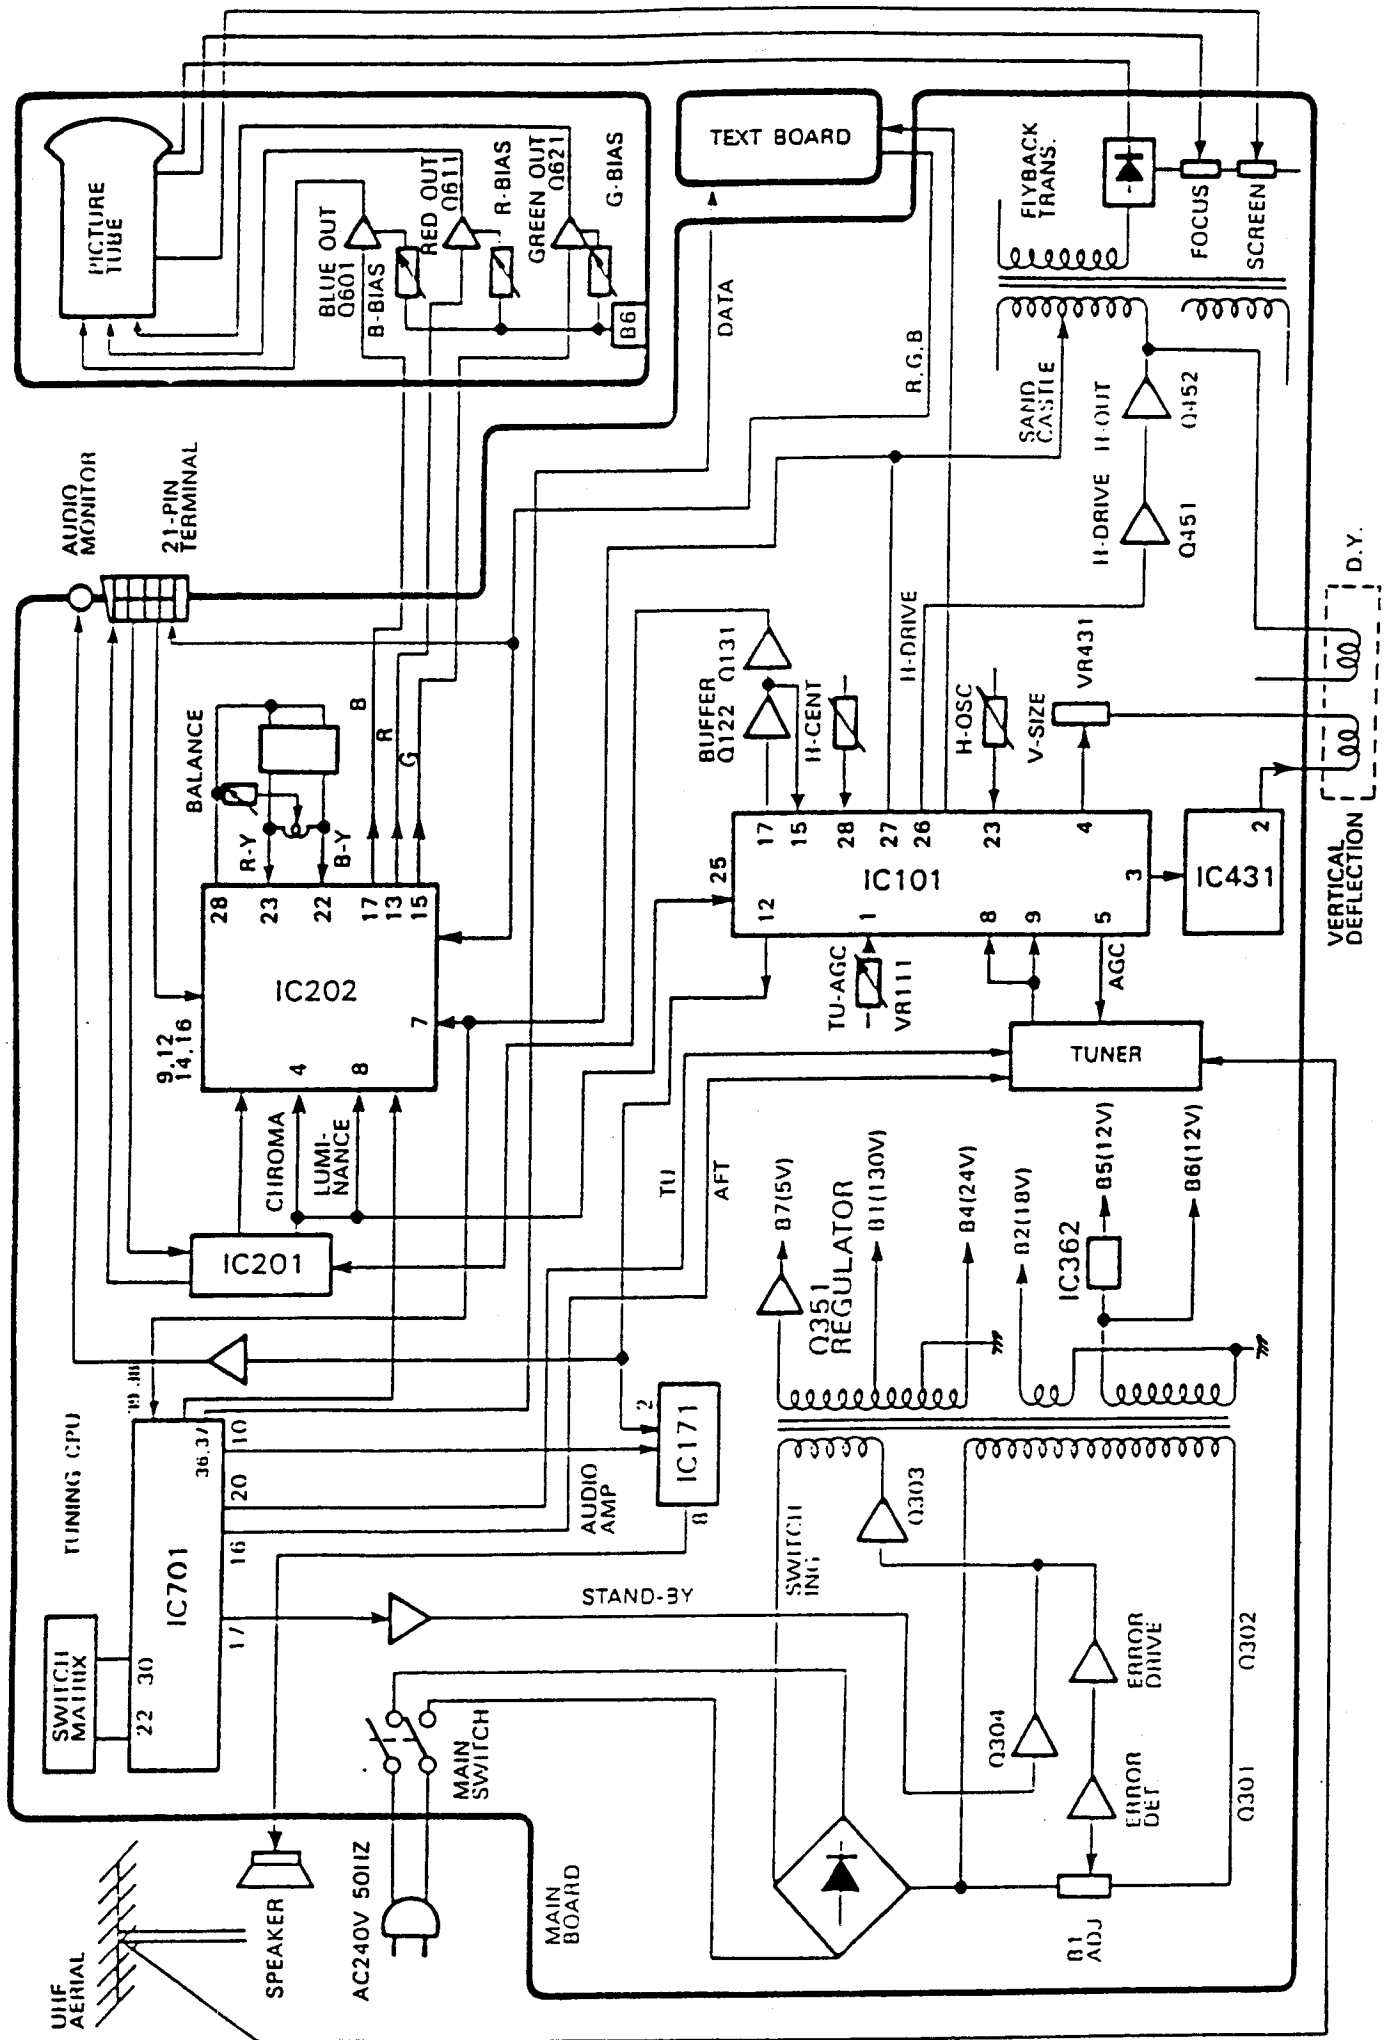 UHF
AERIAL
SWITCH
MATRIX
TUNING CPU
AUDIO
MONITOR
21-PIN
TERMINAL
PICTURE
TUBE
22
30
IC701
36.37
17
16
20
10
SPEAKER
IC201
CHROMA
LUMI-
NANCE
9.12
14.16
4
8
IC202
7
28
23
22
17
13
15
BALANCE
R-Y
B-Y
B
R
G
BLUE OUT
Q601
B-BIAS
RED OUT
Q611
R-BIAS
GREEN OUT
Q621
G-BIAS
B6
AC240V 50HZ
MAIN
SWITCH
STAND-BY
AUDIO
AMP
8
IC171
2
TU
AFT
TEXT BOARD
DATA
R.G.B
MAIN
BOARD
SWITCH
ING
Q303
Q351
REGULATOR
B7(5V)
B1(130V)
B4(24V)
B2(18V)
IC362
B5(12V)
B6(12V)
TU-AGC
VR111
12
25
1
8
9
5
AGC
TUNER
IC101
3
17
15
28
27
26
23
4
BUFFER
Q122
Q131
H-CENT
H-DRIVE
H-OSC
V-SIZE
VR431
SAND
CASTLE
H-DRIVE
Q451
H-OUT
Q452
FlYBACK
TRANS.
FOCUS
SCREEN
IC431
2
VERTICAL
DEFLECTION
D.Y.
B1
ADJ
ERROR
DET.
Q301
Q304
ERROR
DRIVE
Q302